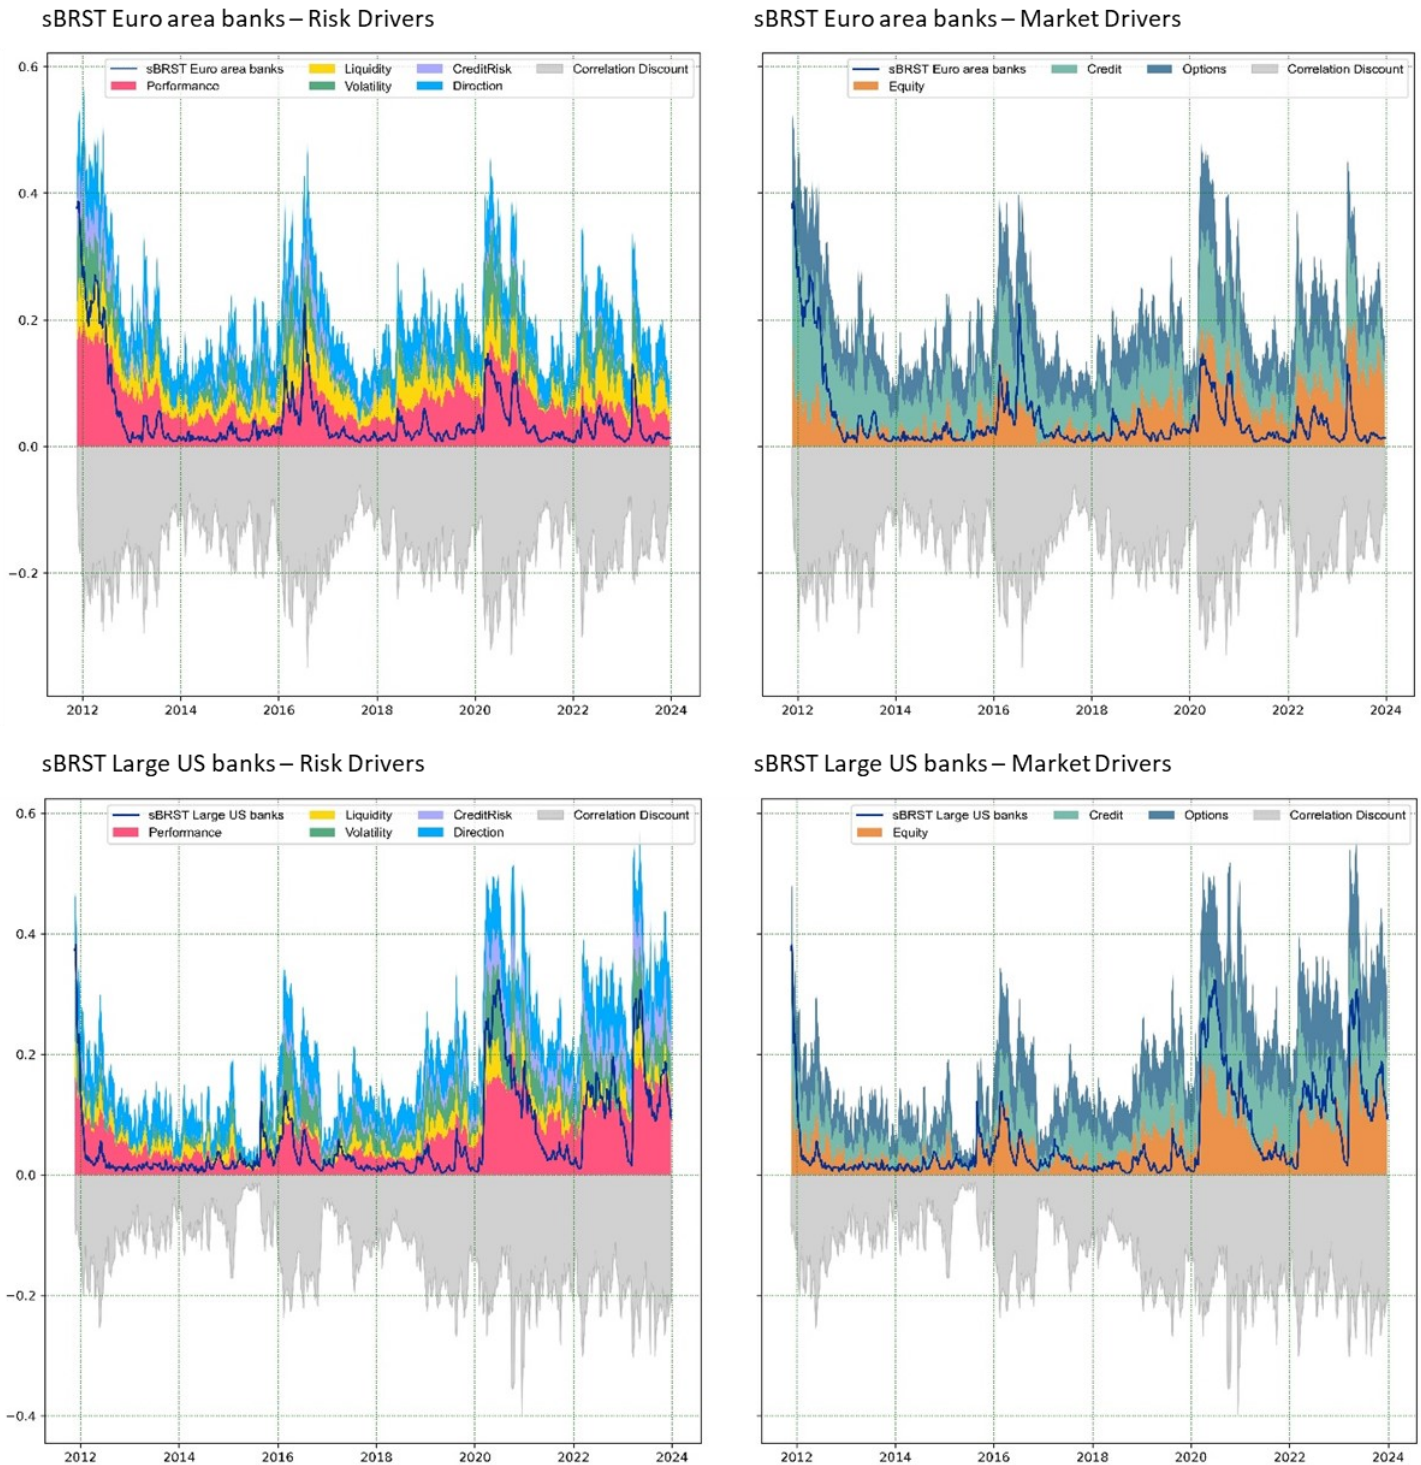 sBRST Euro area banks – Risk Drivers
sBRST Euro area banks Liquidity CreditRisk Correlation Discount
Performance Volatility Direction
0.6
0.4
0.2
0.0
−0.2
2012 2014 2016 2018 2020 2022 2024
sBRST Euro area banks – Market Drivers
sBRST Euro area banks Credit Options Correlation Discount
Equity
2012 2014 2016 2018 2020 2022 2024
sBRST Large US banks – Risk Drivers
sBRST Large US banks Liquidity CreditRisk Correlation Discount
Performance Volatility Direction
0.6
0.4
0.2
0.0
−0.2
−0.4
2012 2014 2016 2018 2020 2022 2024
sBRST Large US banks – Market Drivers
sBRST Large US banks Credit Options Correlation Discount
Equity
2012 2014 2016 2018 2020 2022 2024